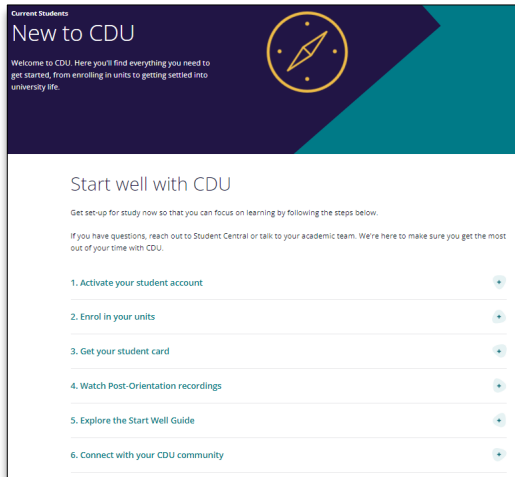 Current Students
New to CDU
Welcome to CDU. Here you'll find everything you need to
get started, from enrolling in units to getting settled into
university life.
Start well with CDU
Get set-up for study now so that you can focus on learning by following the steps below.
If you have questions, reach out to Student Central or talk to your academic team. We're here to make sure you get the most
out of your time with CDU.
1. Activate your student account
2. Enrol in your units
3. Get your student card
4. Watch Post-Orientation recordings
5. Explore the Start Well Guide
6. Connect with your CDU community